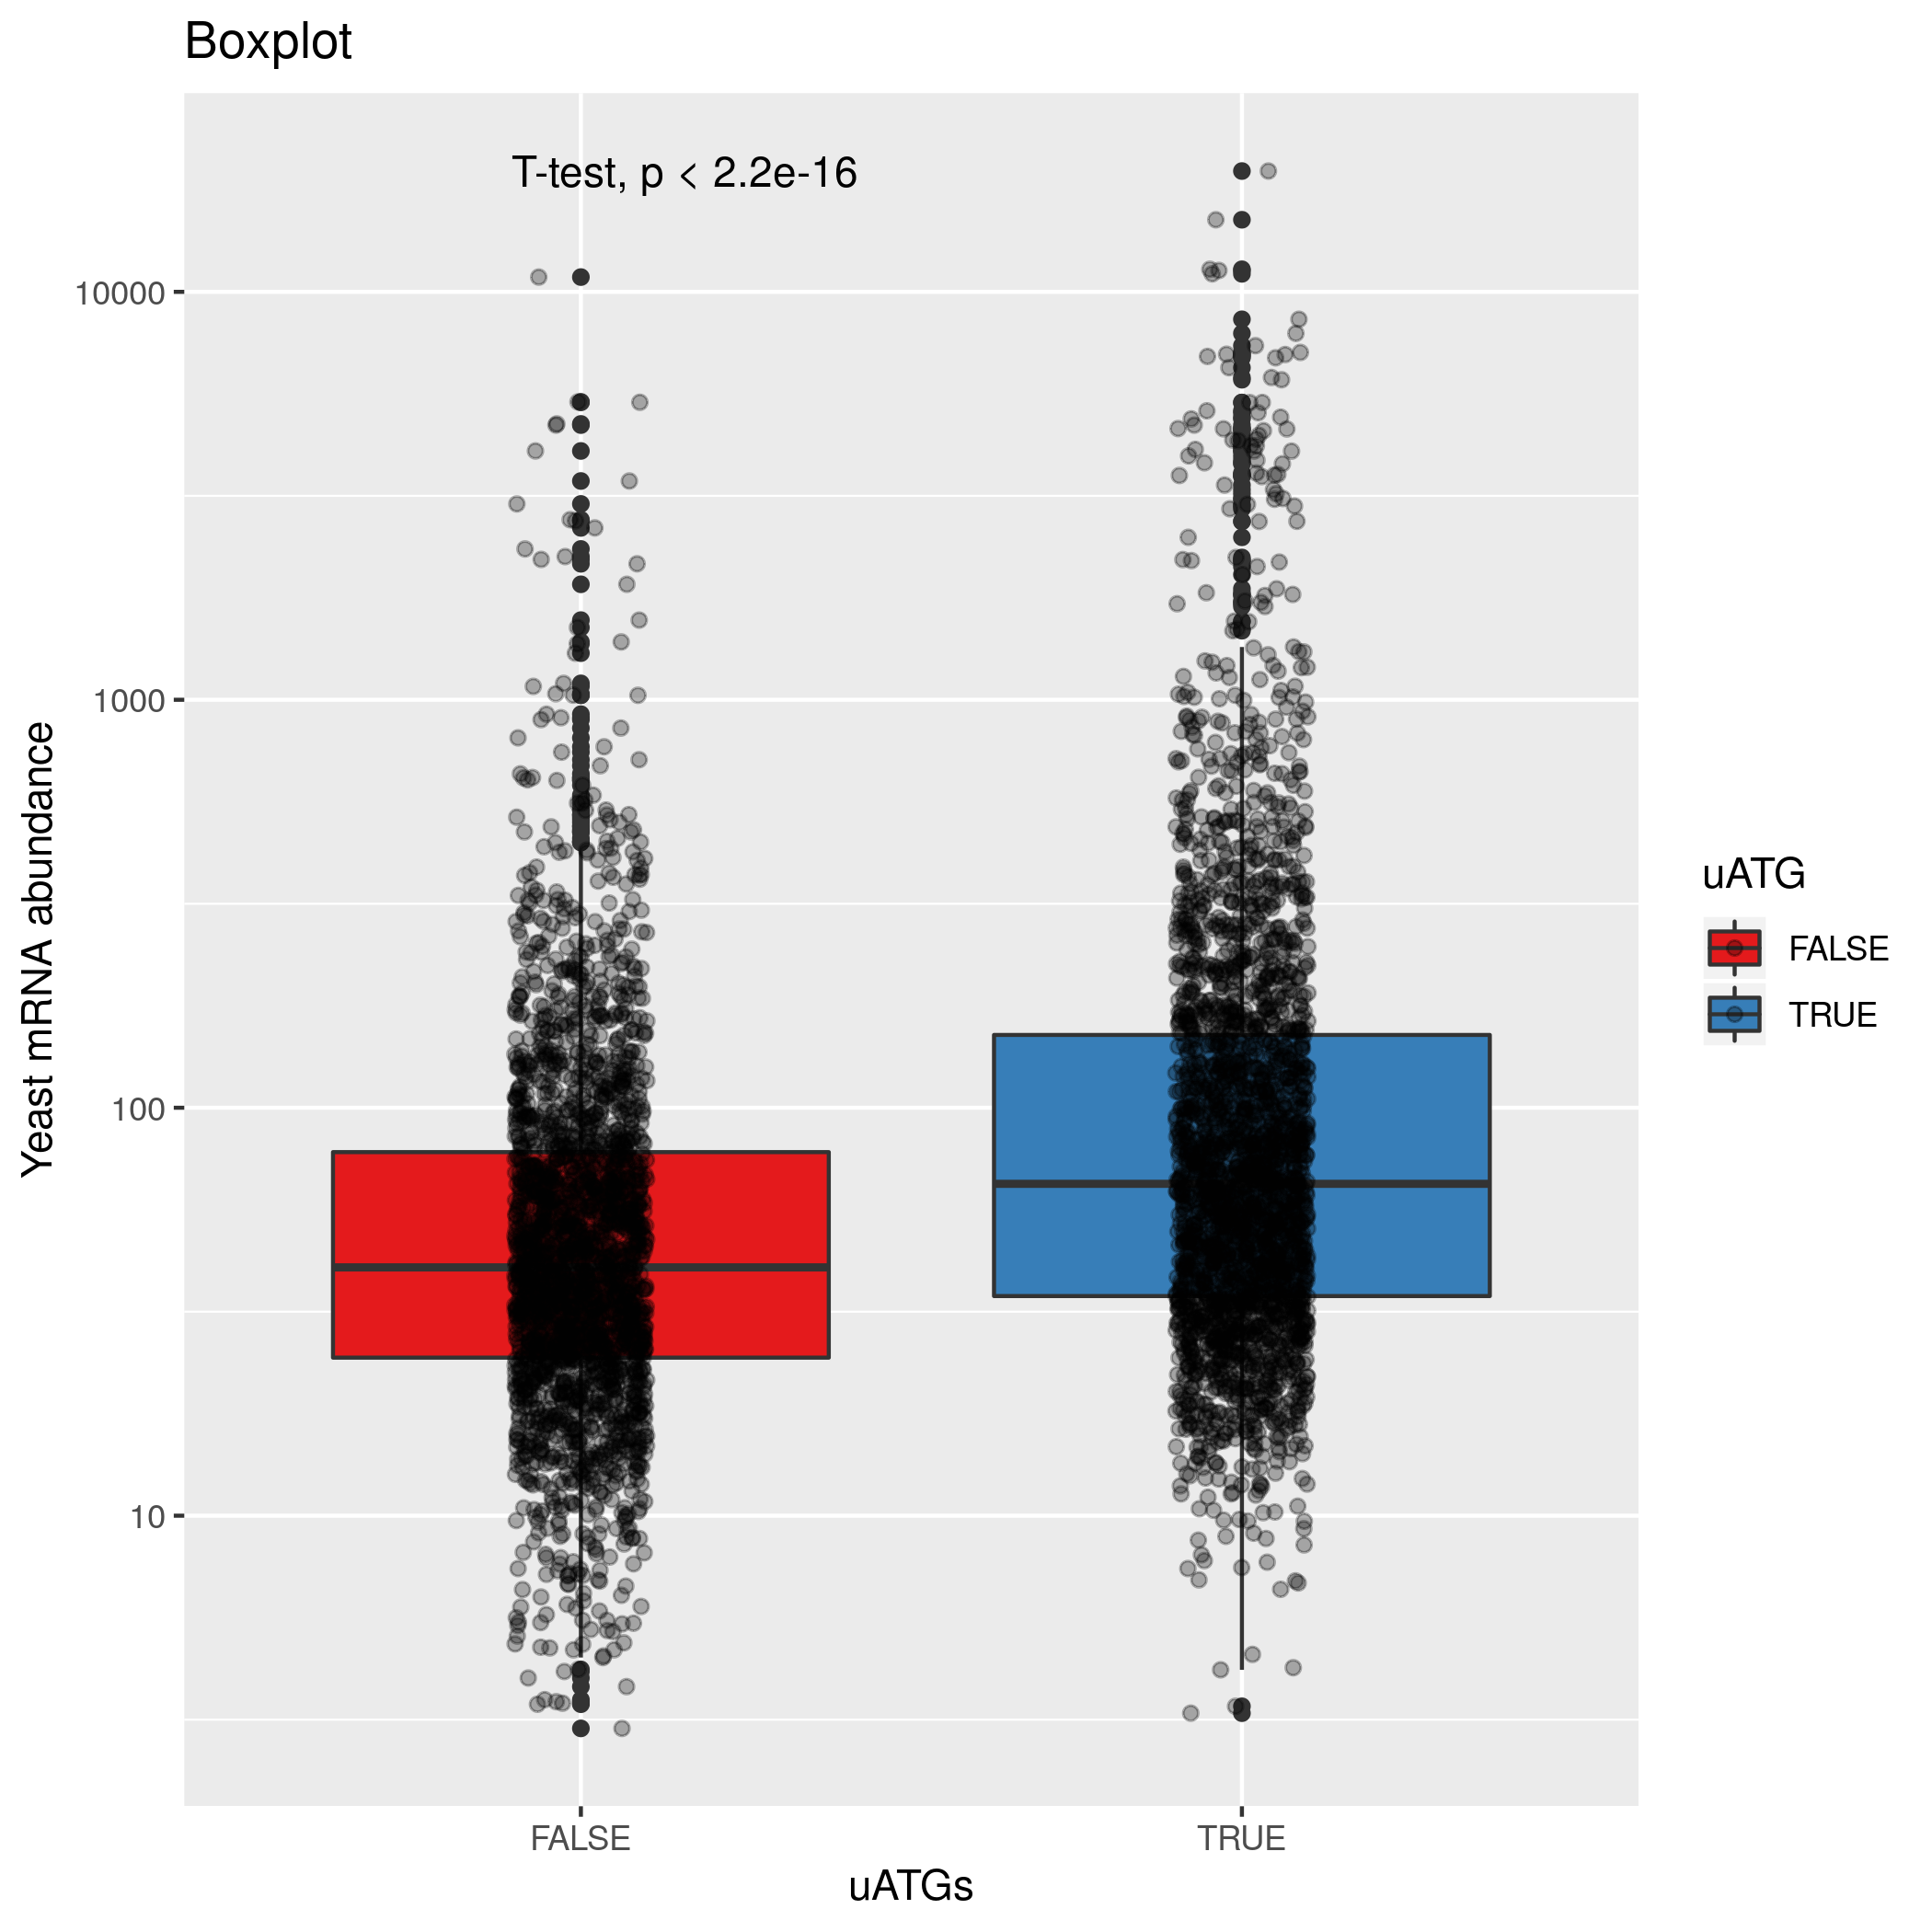 Boxplot
T-test, p < 2.2e-16
Yeast mRNA abundance
10000
1000
100
10
FALSE
TRUE
uATGs
uATG
FALSE
TRUE